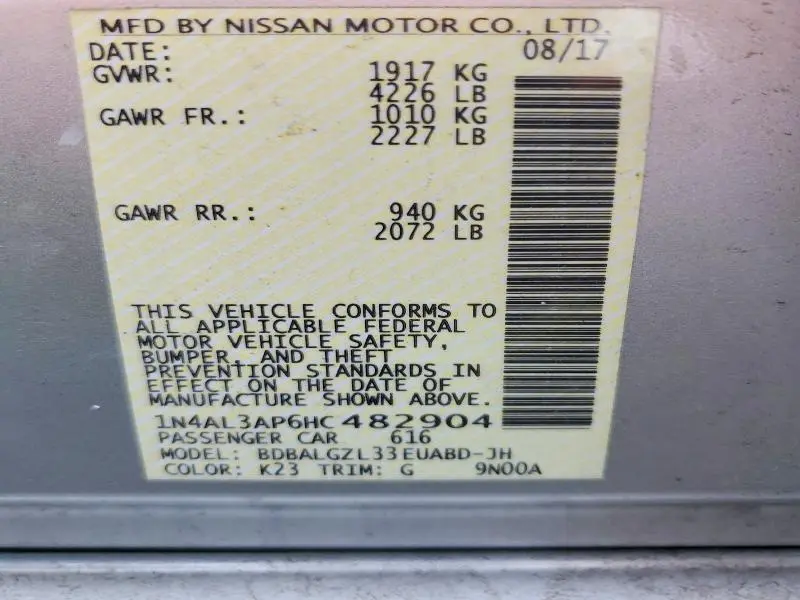 MFD BY NISSAN MOTOR CO., LTD.
DATE: 08/17
GVWR: 1917 KG
4226 LB
GAWR FR.: 1010 KG
2227 LB
GAWR RR.: 940 KG
2072 LB
THIS VEHICLE CONFORMS TO
ALL APPLICABLE FEDERAL
MOTOR VEHICLE SAFETY,
BUMPER, AND THEFT
PREVENTION STANDARDS IN
EFFECT ON THE DATE OF
MANUFACTURE SHOWN ABOVE.
1N4AL3AP6HC482904
PASSENGER CAR 616
MODEL: BDBALGZL33EUABD-JH
COLOR: K23 TRIM: G 9N00A